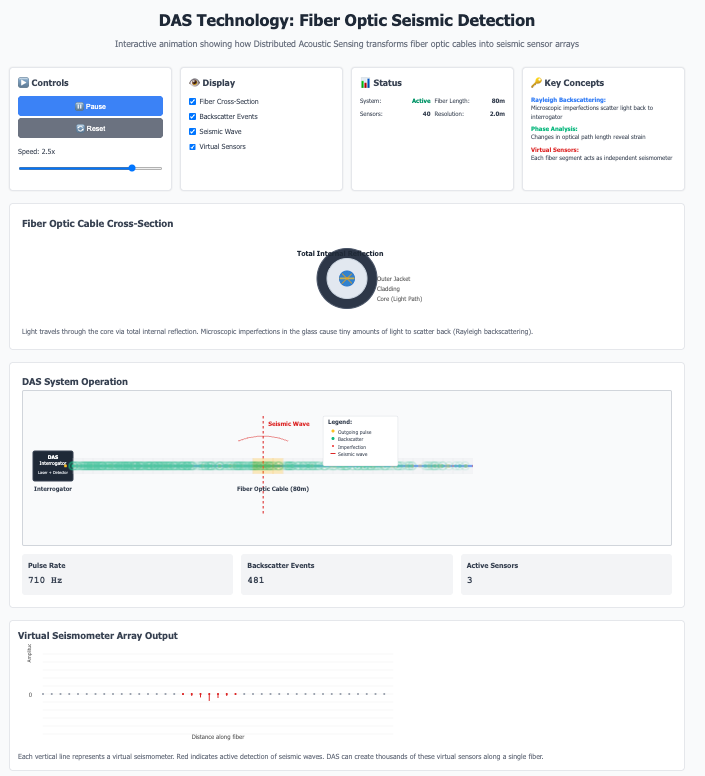 DAS Technology: Fiber Optic Seismic Detection
Interactive animation showing how Distributed Acoustic Sensing transforms fiber optic cables into seismic sensor arrays
▶️ Controls
⏸️ Pause
🔄 Reset
Speed: 2.5x
👁️ Display
Fiber Cross-Section
Backscatter Events
Seismic Wave
Virtual Sensors
📊 Status
System: Active Fiber Length: 80m
Sensors: 40 Resolution: 2.0m
🔑 Key Concepts
Rayleigh Backscattering:
Microscopic imperfections scatter light back to
interrogator
Phase Analysis:
Changes in optical path length reveal strain
Virtual Sensors:
Each fiber segment acts as independent seismometer
Fiber Optic Cable Cross-Section
Total Internal Reflection
Outer Jacket
Cladding
Core (Light Path)
Light travels through the core via total internal reflection. Microscopic imperfections in the glass cause tiny amounts of light to scatter back (Rayleigh backscattering).
DAS System Operation
Seismic Wave
Legend:
Outgoing pulse
Backscatter
Imperfection
Seismic wave
DAS
Interrogator
Laser + Detector
Interrogator
Fiber Optic Cable (80m)
Pulse Rate
710 Hz
Backscatter Events
481
Active Sensors
3
Virtual Seismometer Array Output
Amplituc
0
Distance along fiber
Each vertical line represents a virtual seismometer. Red indicates active detection of seismic waves. DAS can create thousands of these virtual sensors along a single fiber.